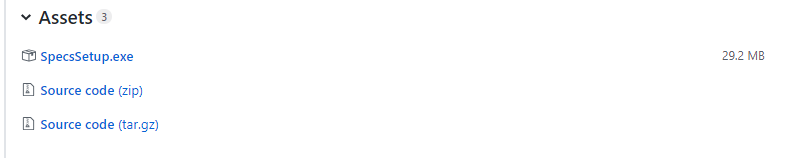 Assets 3
SpecsSetup.exe 29.2 MB
Source code (zip)
Source code (tar.gz)